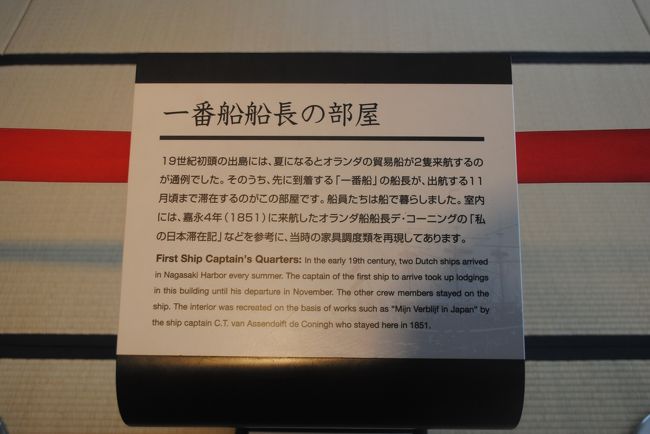 一番船船長の部屋
19世紀初頭の出島には、夏になるとオランダの貿易船が2隻来航するの
が通例でした。そのうち、先に到着する「一番船」の船長が、出航する11
月頃まで滞在するのがこの部屋です。船員たちは船で暮らしました。室内
には、嘉永4年(1851)に来航したオランダ船船長デ・コーニングの「私
の日本滞在記」などを参考に、当時の家具調度類を再現してあります。
First Ship Captain's Quarters: In the early 19th century, two Dutch ships arrived
in Nagasaki Harbor every summer. The captain of the first ship to arrive took up lodgings
in this building until his departure in November. The other crew members stayed on the
ship. The interior was recreated on the basis of works such as "Mijn Verblijf in Japan" by
the ship captain C.T. van Assendelft de Coningh who stayed here in 1851.